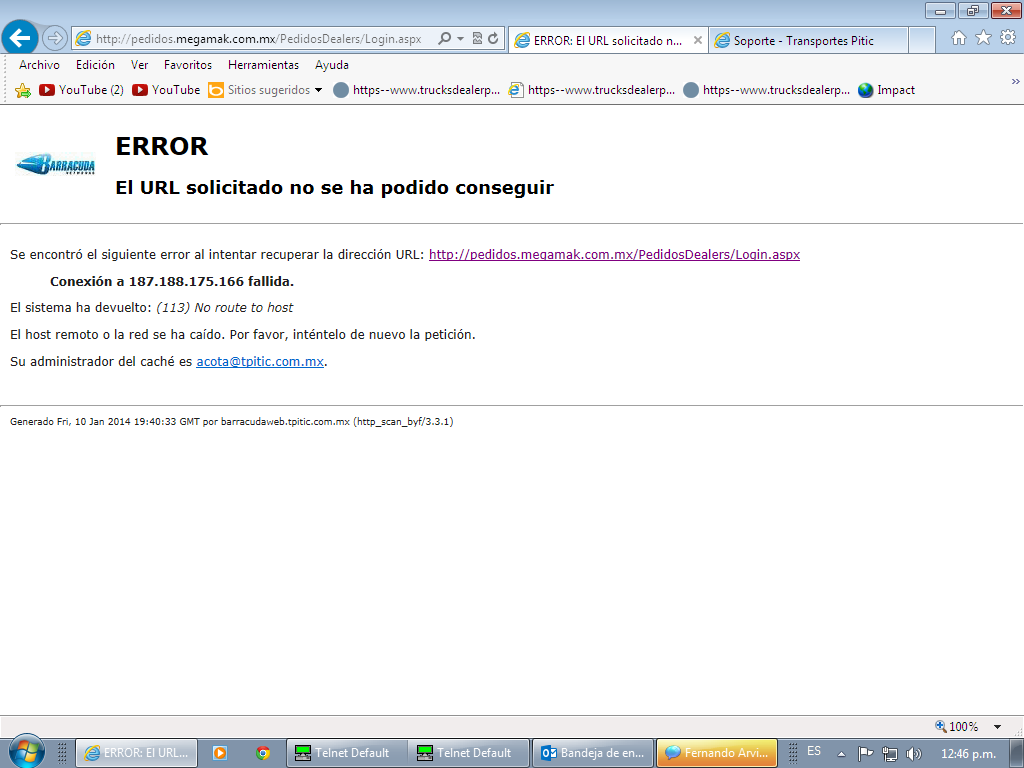 http://pedidos.megamak.com.mx/PedidosDealers/Login.aspx
ERROR: El URL solicitado n...
Soporte - Transportes Pitic
Archivo Edición Ver Favoritos Herramientas Ayuda
YouTube (2) YouTube Sitios sugeridos https--www.trucksdealerp... https--www.trucksdealerp... https--www.trucksdealerp... Impact
BARRACUDA
NETWORKS
ERROR
El URL solicitado no se ha podido conseguir
Se encontró el siguiente error al intentar recuperar la dirección URL: http://pedidos.megamak.com.mx/PedidosDealers/Login.aspx
Conexión a 187.188.175.166 fallida.
El sistema ha devuelto: (113) No route to host
El host remoto o la red se ha caído. Por favor, inténtelo de nuevo la petición.
Su administrador del caché es acota@tpitic.com.mx.
Generado Fri, 10 Jan 2014 19:40:33 GMT por barracudaweb.tpitic.com.mx (http_scan_byf/3.3.1)
100%
ERROR: El URL... Telnet Default Telnet Default Bandeja de en... Fernando Arvi... ES 12:46 p.m.